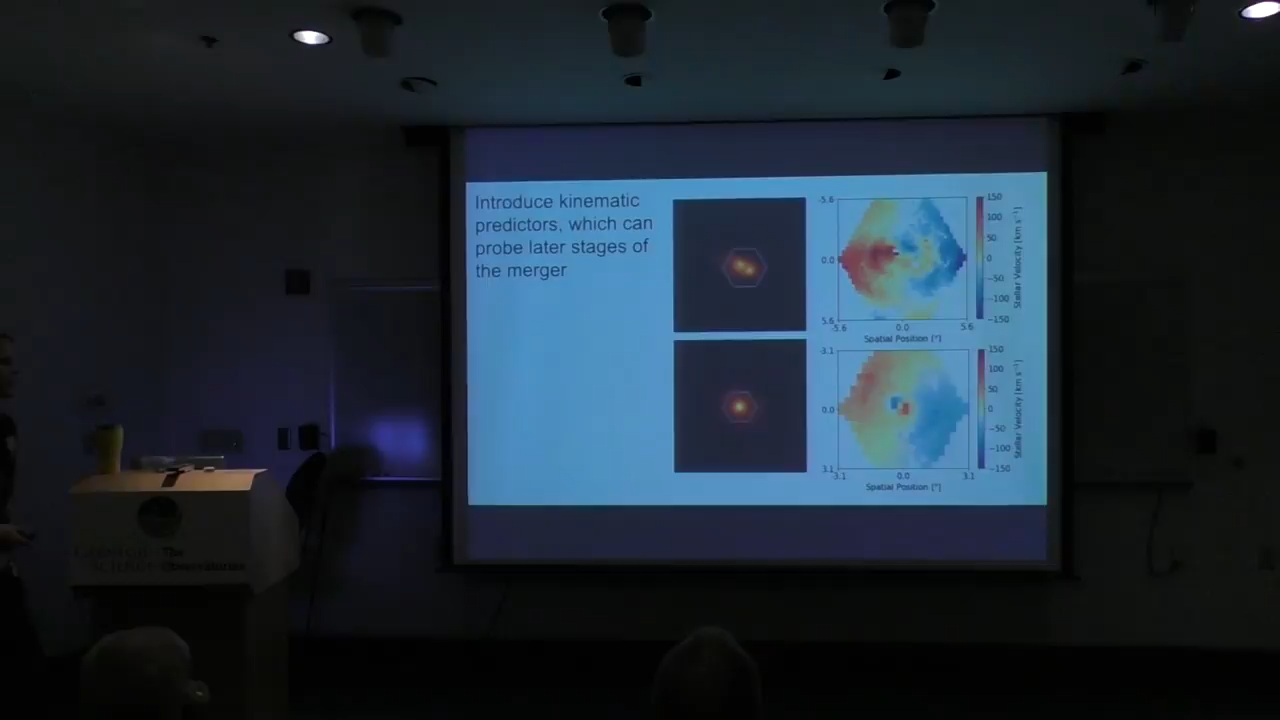 Introduce kinematic
predictors, which can
probe later stages of
the merger
-5.6
0.0
5.6
-5.6 0.0 5.6
Spatial Position ["]
150
100
50
0
-50
-100
-150
Stellar Velocity [km s⁻¹]
-3.1
0.0
3.1
-3.1 0.0 3.1
Spatial Position ["]
150
100
50
0
-50
-100
-150
Stellar Velocity [km s⁻¹]
The
Observatories